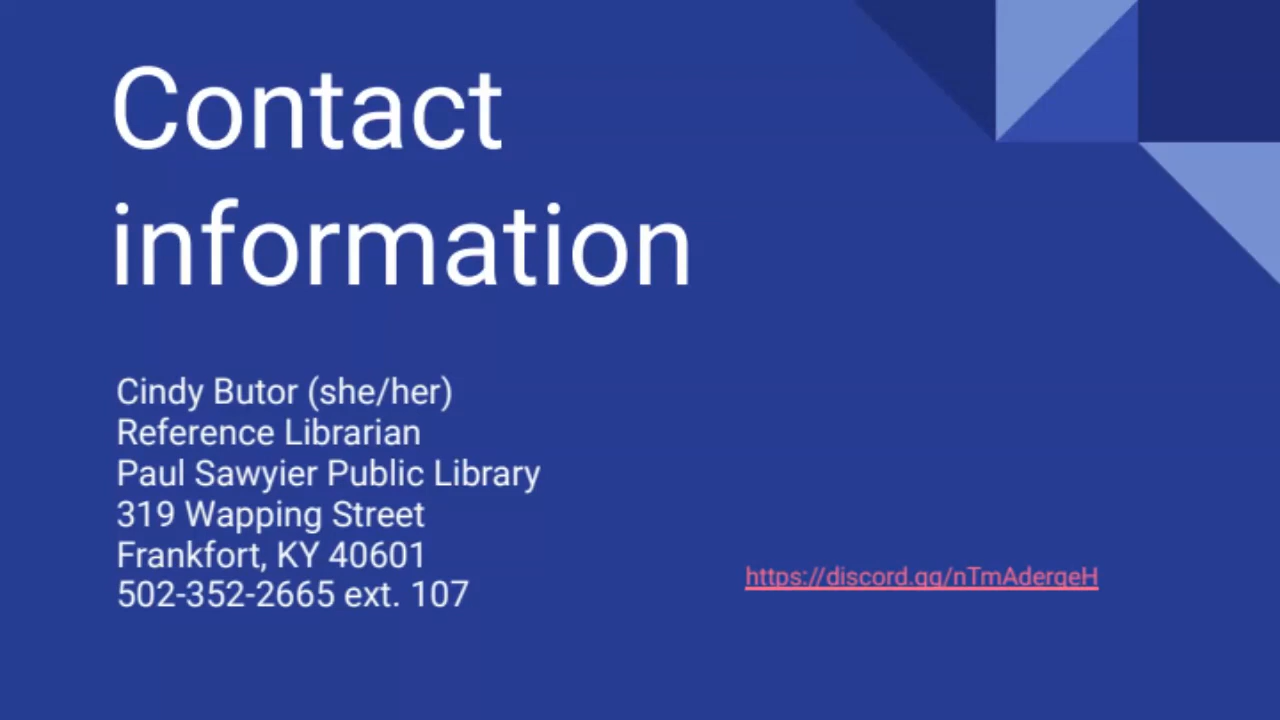 Contact
information
Cindy Butor (she/her)
Reference Librarian
Paul Sawyier Public Library
319 Wapping Street
Frankfort, KY 40601
502-352-2665 ext. 107
https://discord.gg/nTmAderqeH